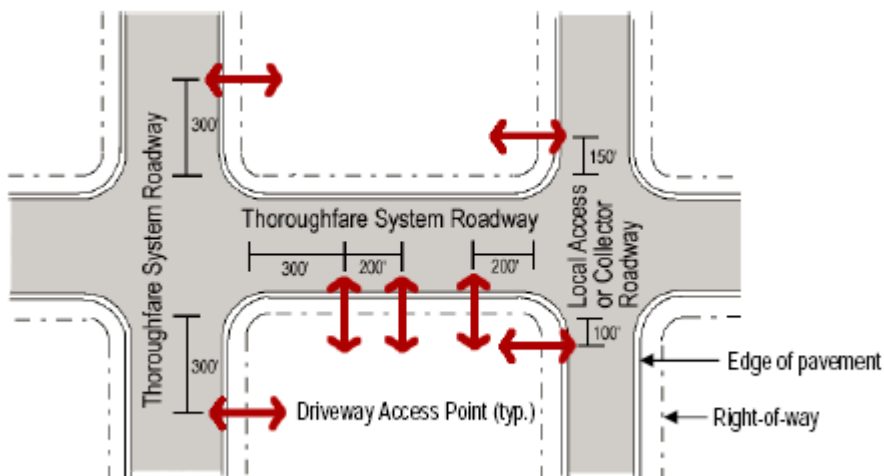 300'
Thoroughfare System Roadway
150'
Thoroughfare System Roadway
300'
200'
200'
Local Access
or Collector
Roadway
100'
300'
Edge of pavement
Driveway Access Point (typ.)
Right-of-way